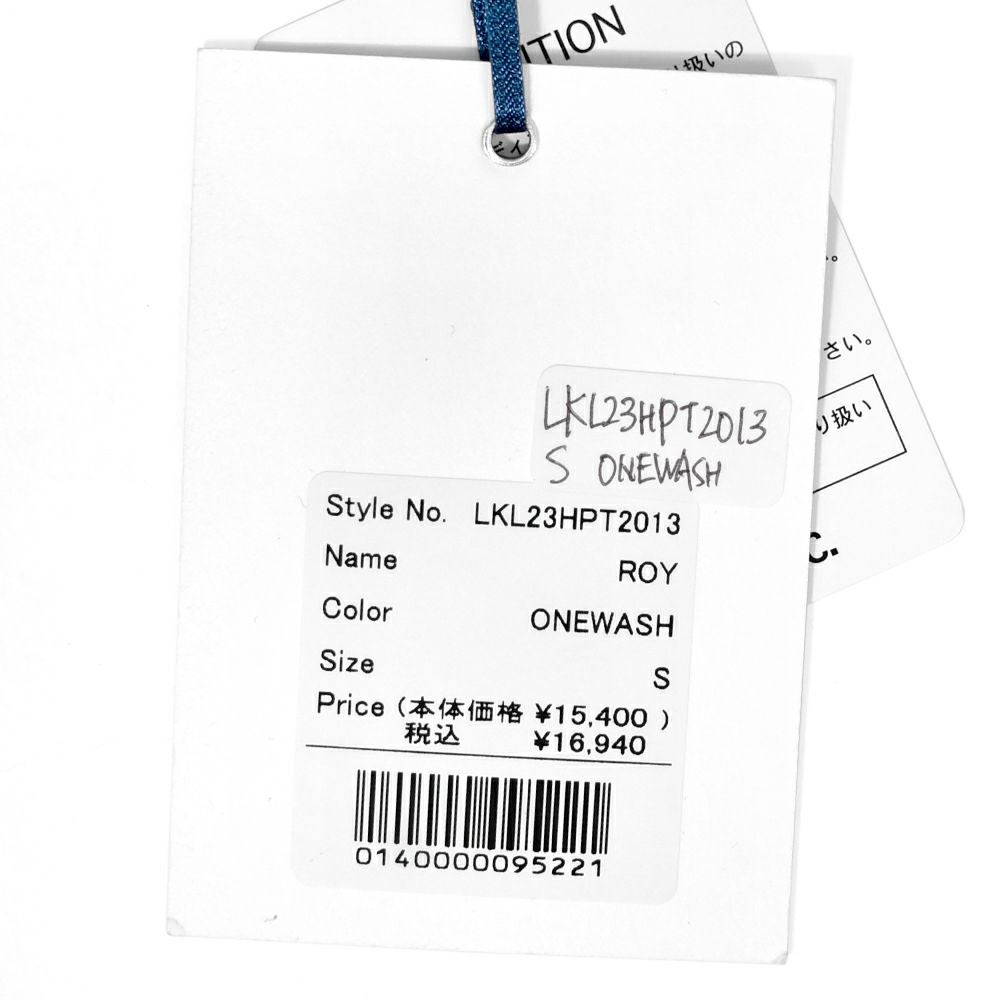 ITION
扱いの
さい。
り扱い
C.
LKL23HPT2013
S ONEWASH
Style No. LKL23HPT2013
Name ROY
Color ONEWASH
Size S
Price (本体価格 ¥15,400 )
税込 ¥16,940
0140000095221